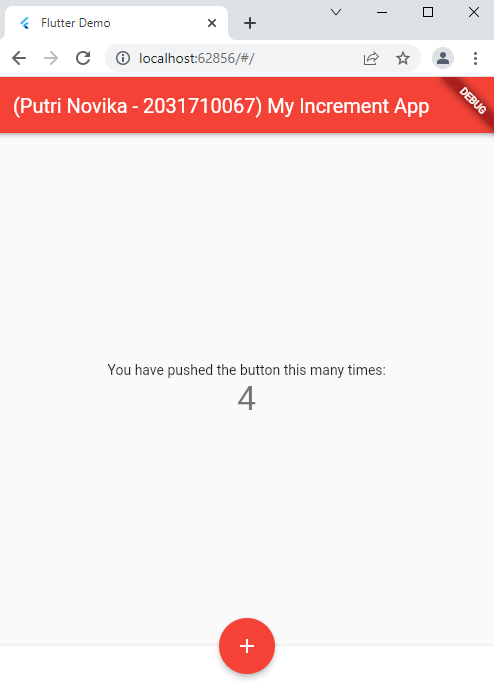 Flutter Demo
localhost:62856/#/
(Putri Novika - 2031710067) My Increment App
DEBUG
You have pushed the button this many times:
4